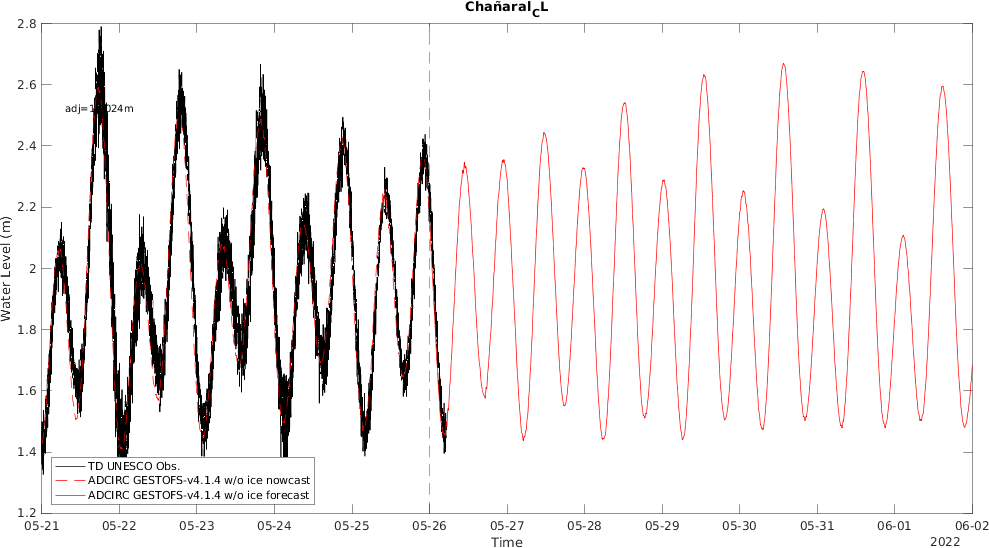 Chañaral_CL
2.8
2.6
2.4
2.2
2
1.8
1.6
1.4
1.2
Water Level (m)
TD UNESCO Obs.
ADCIRC GESTOFS-v4.1.4 w/o ice nowcast
ADCIRC GESTOFS-v4.1.4 w/o ice forecast
05-21 05-22 05-23 05-24 05-25 05-26 05-27 05-28 05-29 05-30 05-31 06-01 06-02
Time
2022